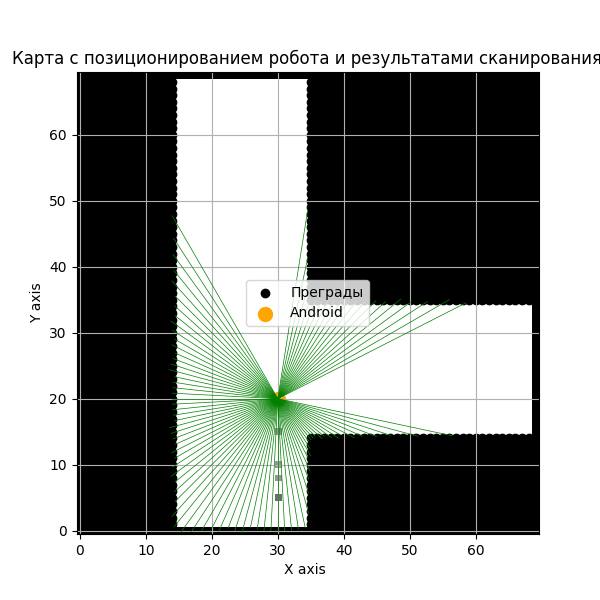 Карта с позиционированием робота и результатами сканирования
Y axis
60
50
40
30
20
10
0
Преграды
Android
0 10 20 30 40 50 60
X axis